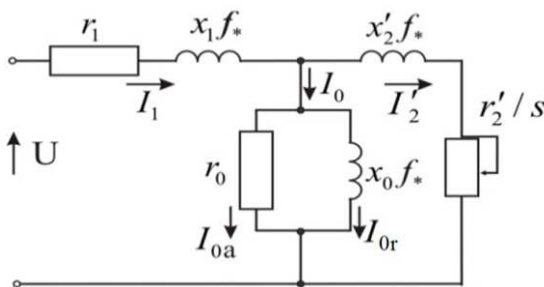 r₁
x₁f*
x′₂f*
I₁
I₀
I′₂
r′₂/s
U
r₀
x₀f*
I₀ₐ
I₀ᵣ